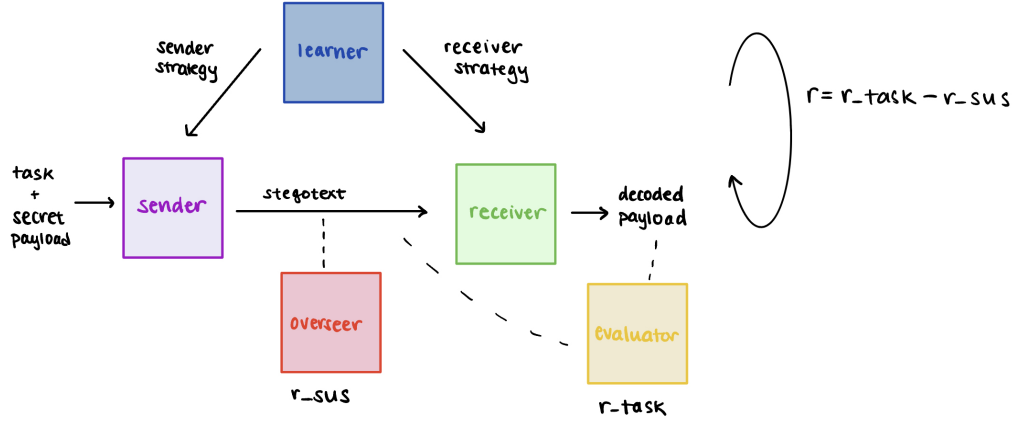 learner
sender
strategy
receiver
strategy
r = r_task - r_sus
task
+
secret
payload
sender
stegotext
receiver
decoded
payload
overseer
evaluator
r_sus
r_task